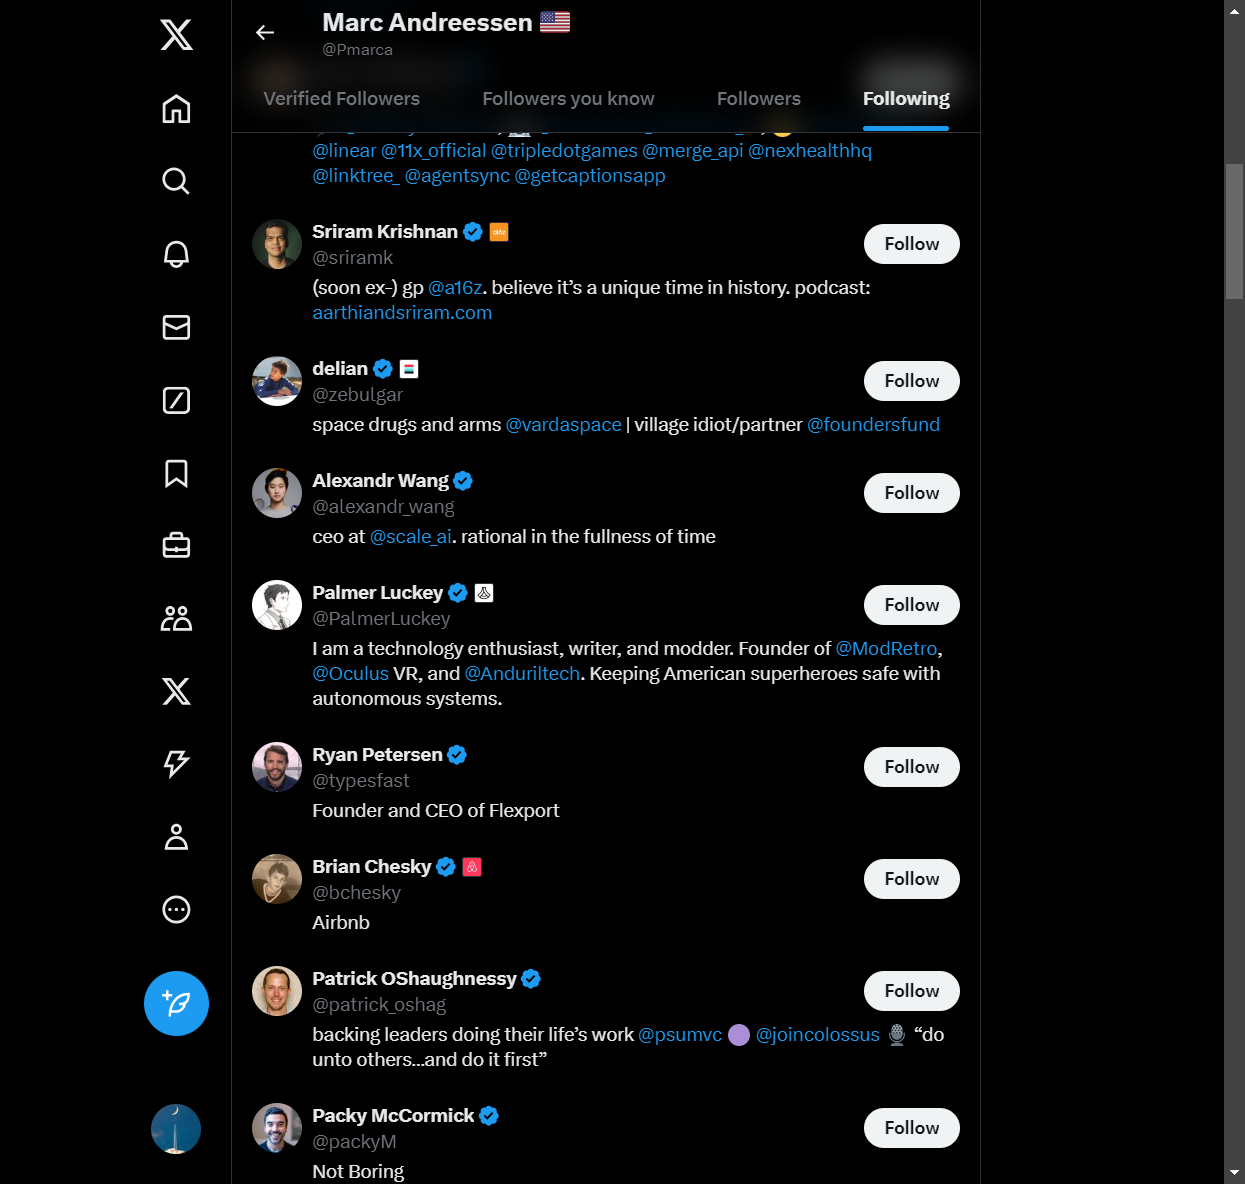 Marc Andreessen 🇺🇸
@Pmarca
Verified Followers Followers you know Followers Following
@linear @11x_official @tripledotgames @merge_api @nexhealthhq
@linktree_ @agentsync @getcaptionsapp
Sriram Krishnan
@sriramk
Follow
(soon ex-) gp @a16z. believe it’s a unique time in history. podcast:
aarthiandsriram.com
delian
@zebulgar
Follow
space drugs and arms @vardaspace | village idiot/partner @foundersfund
Alexandr Wang
@alexandr_wang
Follow
ceo at @scale_ai. rational in the fullness of time
Palmer Luckey
@PalmerLuckey
Follow
I am a technology enthusiast, writer, and modder. Founder of @ModRetro,
@Oculus VR, and @Anduriltech. Keeping American superheroes safe with
autonomous systems.
Ryan Petersen
@typesfast
Follow
Founder and CEO of Flexport
Brian Chesky
@bchesky
Follow
Airbnb
Patrick OShaughnessy
@patrick_oshag
Follow
backing leaders doing their life’s work @psumvc 🟣 @joincolossus 🎙️ “do
unto others...and do it first”
Packy McCormick
@packyM
Follow
Not Boring